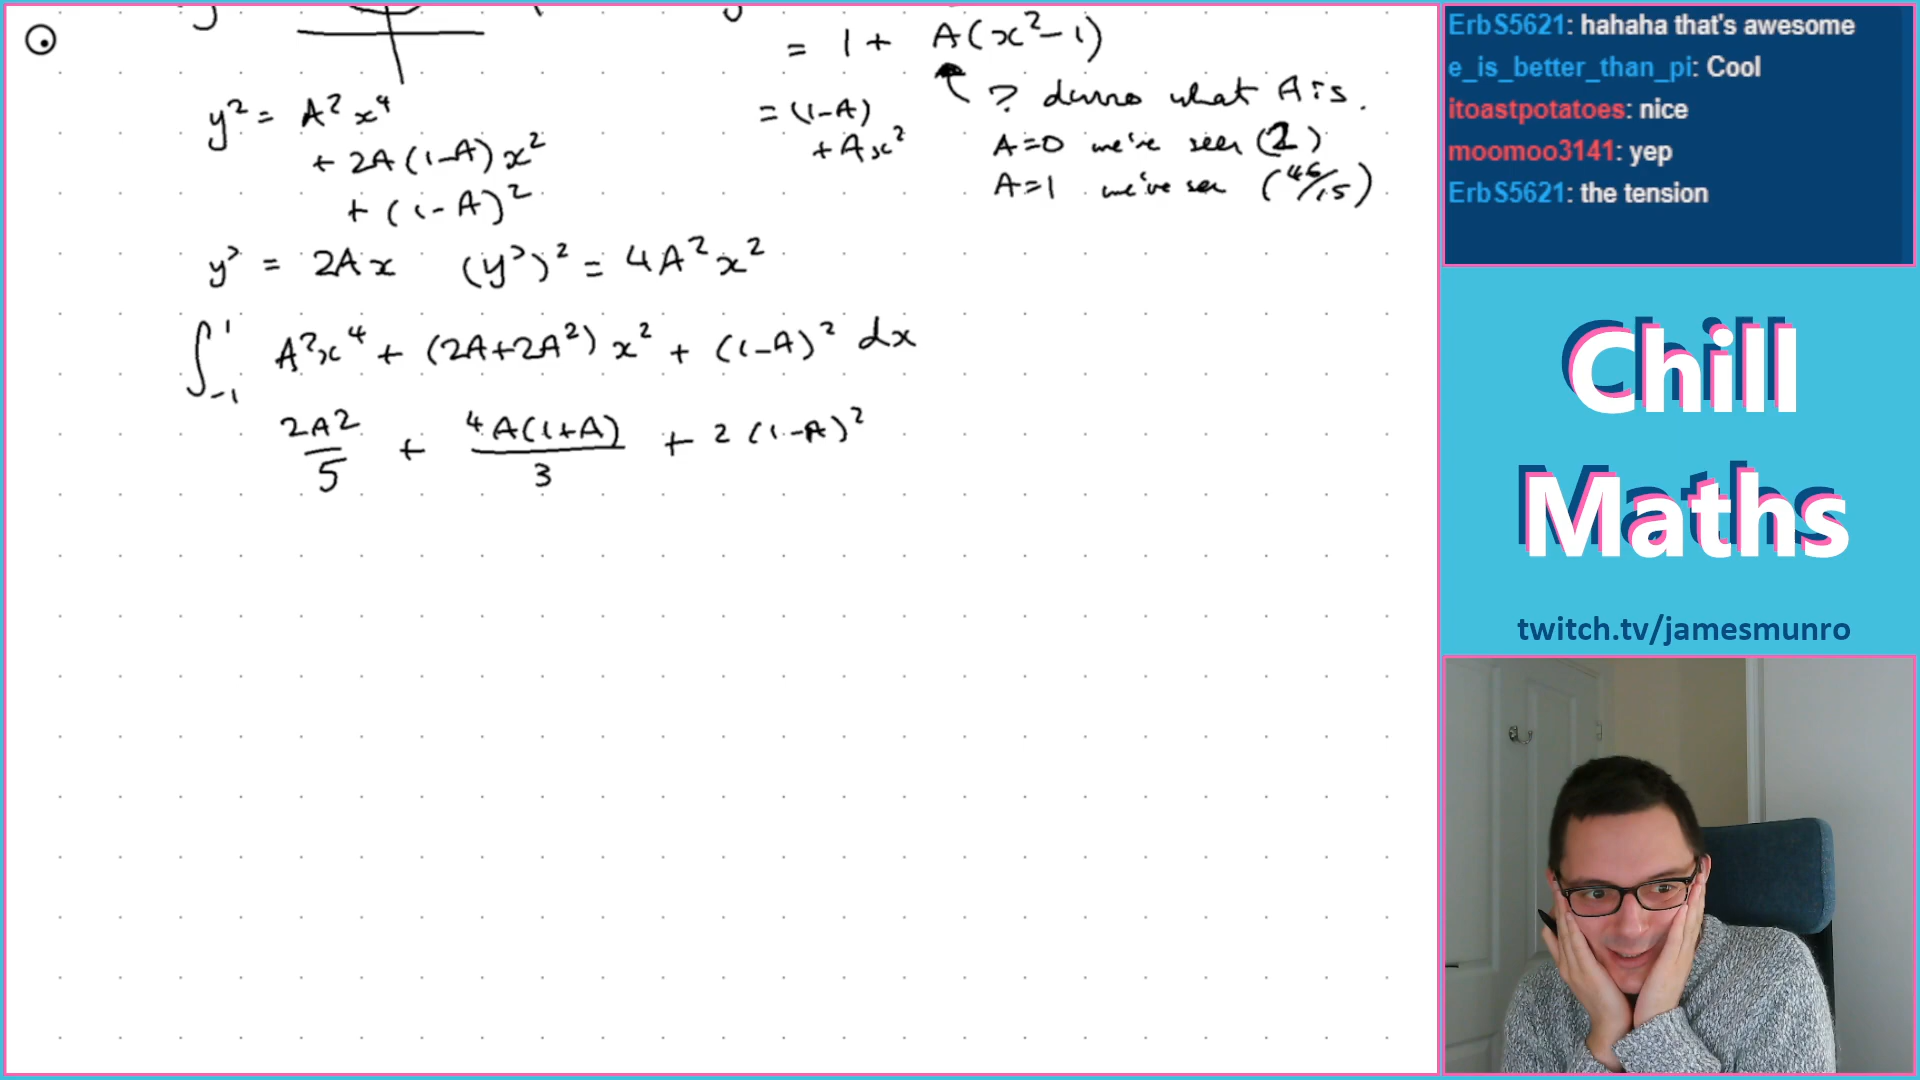 = 1 + A(x²-1)
? dunno what A is.
= (1-A) + Ax²
A=0 we've seen (2)
A=1 we've seen (46/15)
y² = A²x⁴
+ 2A(1-A)x²
+ (1-A)²
y' = 2Ax (y')² = 4A²x²
∫₋₁¹ A²x⁴ + (2A+2A²)x² + (1-A)² dx
2A²/5 + 4A(1+A)/3 + 2(1-A)²
ErbS5621: hahaha that's awesome
e_is_better_than_pi: Cool
itoastpotatoes: nice
moomoo3141: yep
ErbS5621: the tension
Chill
Maths
twitch.tv/jamesmunro